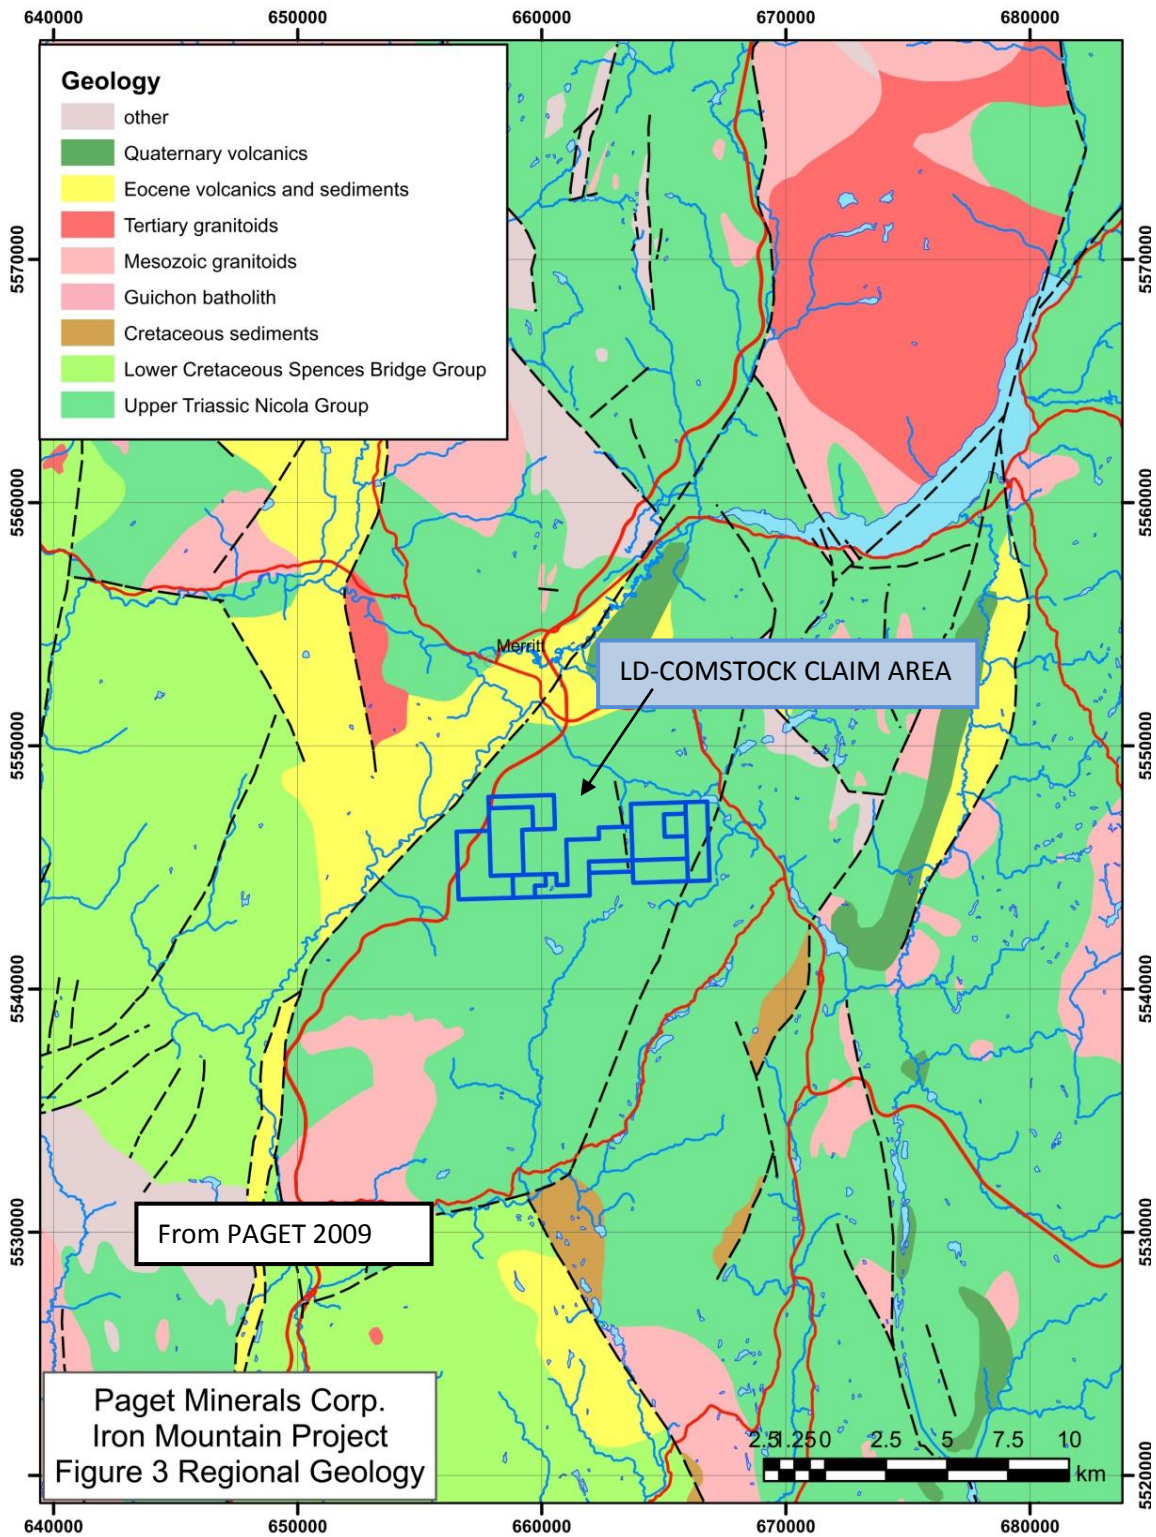 640000 650000 660000 670000 680000
Geology
other
Quaternary volcanics
Eocene volcanics and sediments
Tertiary granitoids
Mesozoic granitoids
Guichon batholith
Cretaceous sediments
Lower Cretaceous Spences Bridge Group
Upper Triassic Nicola Group
5570000 5570000
5560000 5560000
Merritt
LD-COMSTOCK CLAIM AREA
5550000 5550000
5540000 5540000
From PAGET 2009
5530000 5530000
Paget Minerals Corp.
Iron Mountain Project
Figure 3 Regional Geology
2.5 1.25 0 2.5 5 7.5 10
km
5520000
640000 650000 660000 670000 680000